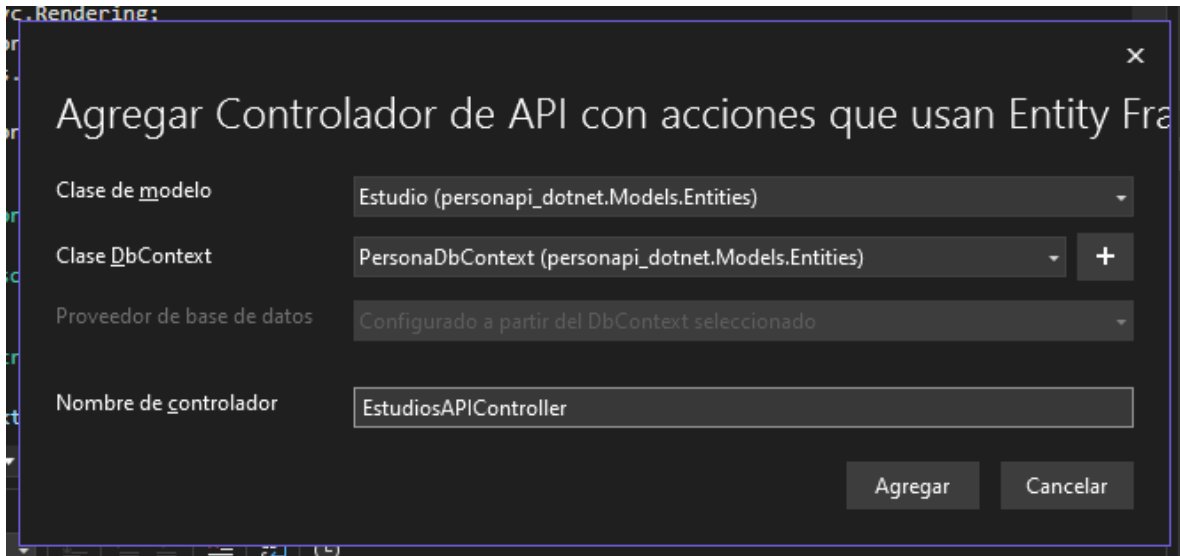 vc.Rendering;
×
Agregar Controlador de API con acciones que usan Entity Fra
Clase de modelo
Estudio (personapi_dotnet.Models.Entities)
Clase DbContext
PersonaDbContext (personapi_dotnet.Models.Entities)
+
Proveedor de base de datos
Configurado a partir del DbContext seleccionado
Nombre de controlador
EstudiosAPIController
Agregar
Cancelar